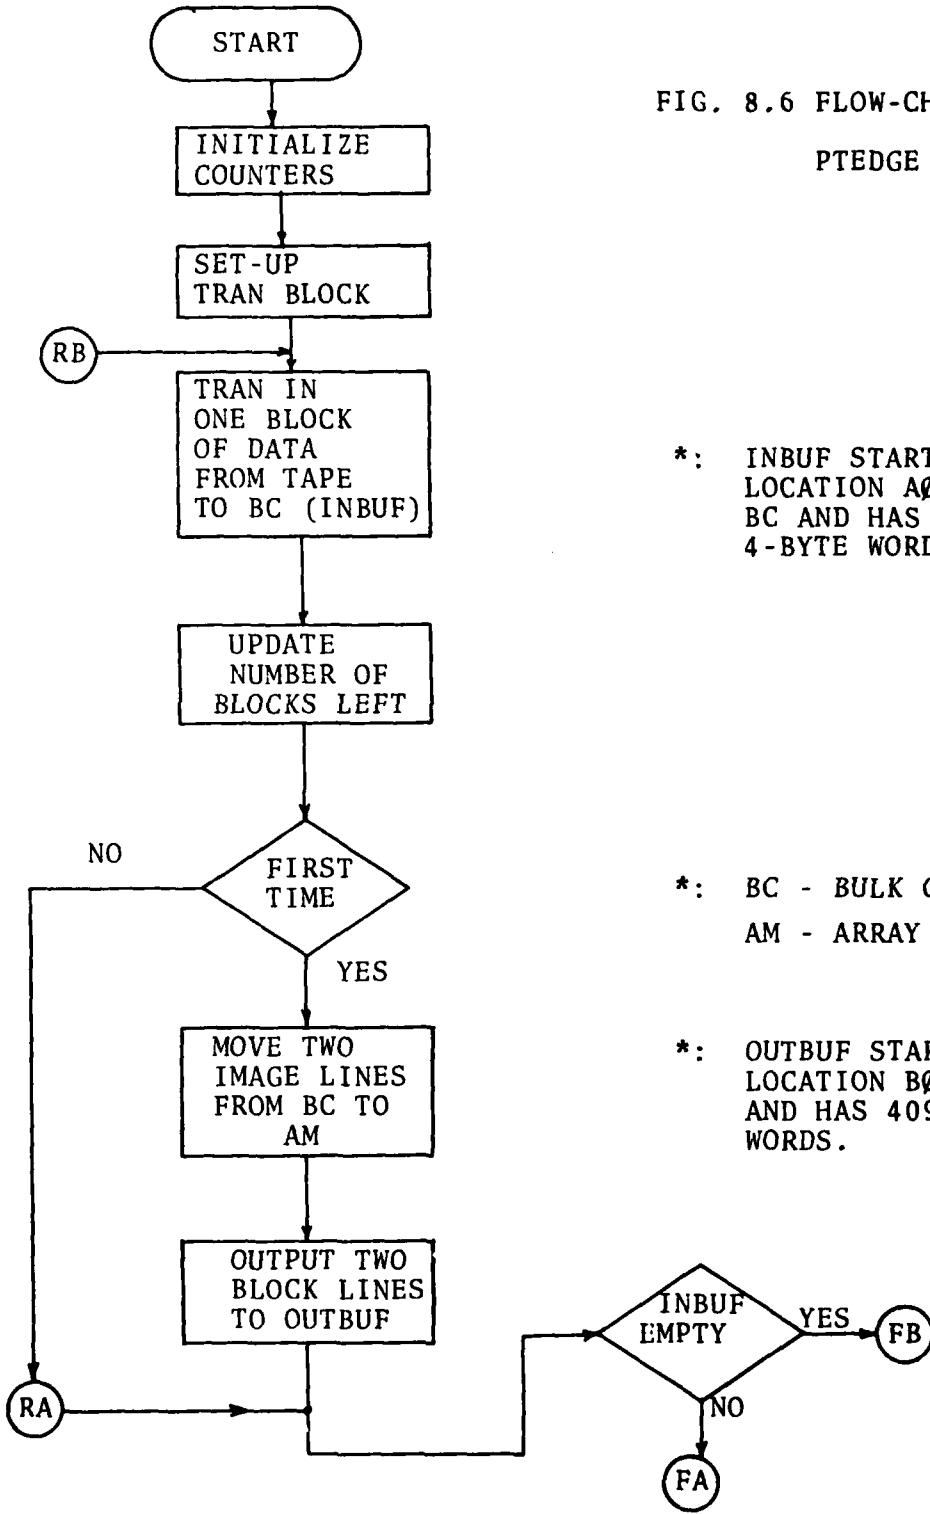 START
FIG. 8.6 FLOW-CH
PTEDGE
INITIALIZE
COUNTERS
SET-UP
TRAN BLOCK
RB
TRAN IN
ONE BLOCK
OF DATA
FROM TAPE
TO BC (INBUF)
*: INBUF START
LOCATION AØ
BC AND HAS
4-BYTE WORD
UPDATE
NUMBER OF
BLOCKS LEFT
NO
FIRST
TIME
YES
*: BC - BULK C
AM - ARRAY
MOVE TWO
IMAGE LINES
FROM BC TO
AM
*: OUTBUF STAR
LOCATION BØ
AND HAS 409
WORDS.
OUTPUT TWO
BLOCK LINES
TO OUTBUF
INBUF
EMPTY
YES
FB
RA
NO
FA